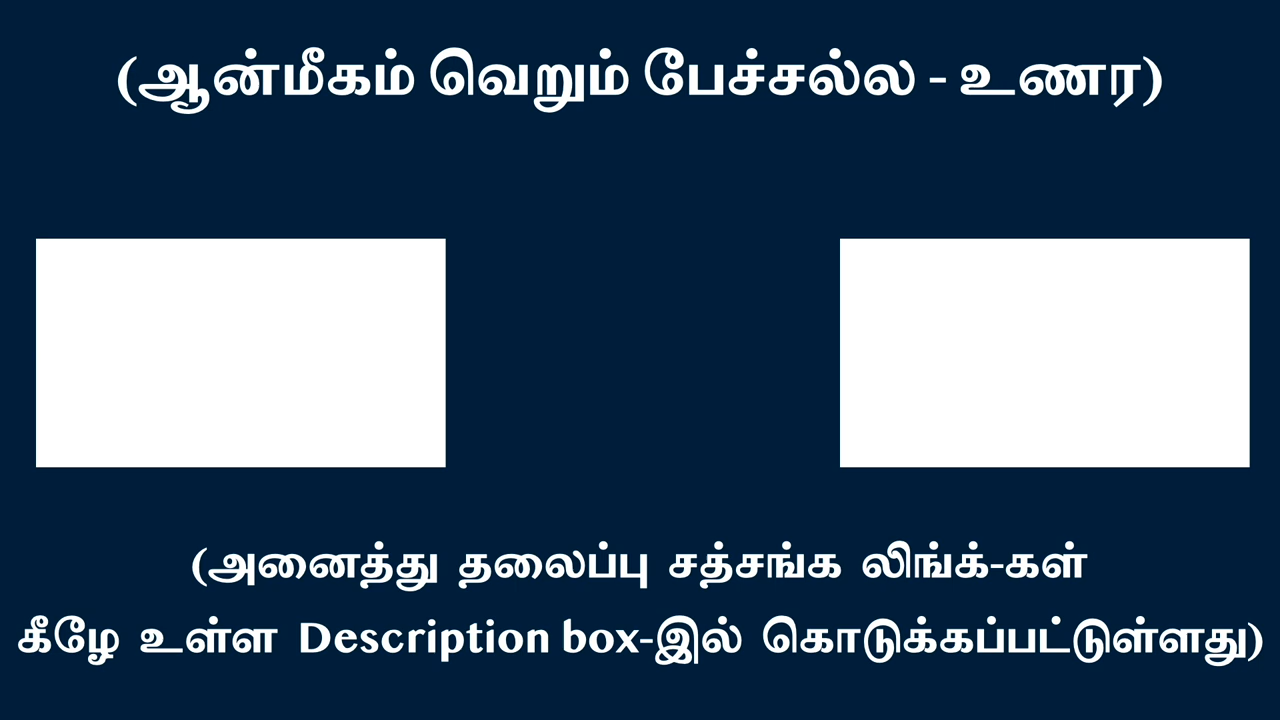 (ஆன்மீகம் வெறும் பேச்சல்ல - உணர)
(அனைத்து தலைப்பு சத்சங்க லிங்க்-கள்
கீழே உள்ள Description box-இல் கொடுக்கப்பட்டுள்ளது)